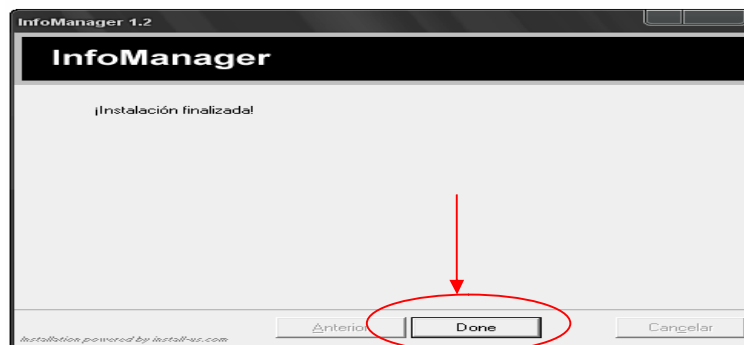 InfoManager 1.2
InfoManager
¡Instalación finalizada!
Anterior
Done
Cancelar
Installation powered by install-us.com